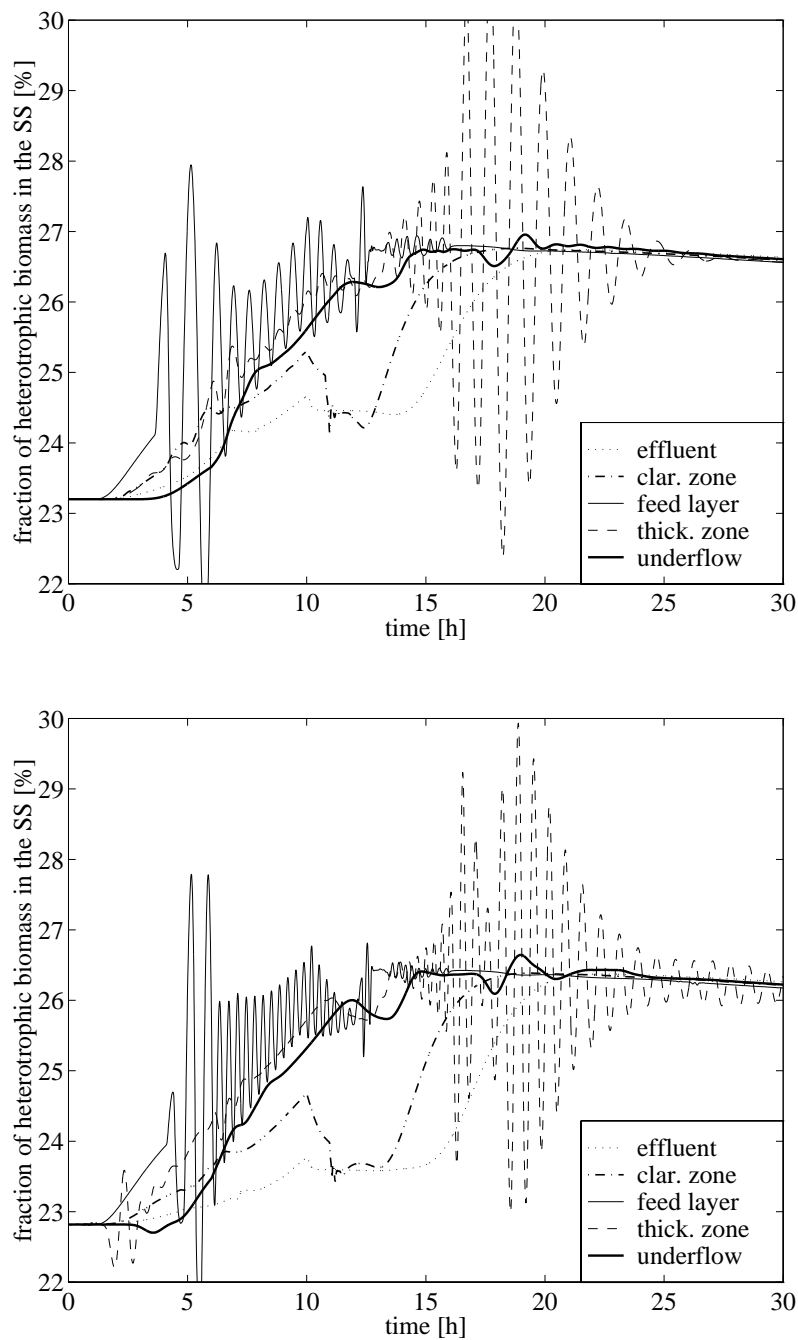 30
29
28
27
26
25
24
23
22
fraction of heterotrophic biomass in the SS [%]
effluent
clar. zone
feed layer
thick. zone
underflow
0 5 10 15 20 25 30
time [h]
30
29
28
27
26
25
24
23
22
fraction of heterotrophic biomass in the SS [%]
effluent
clar. zone
feed layer
thick. zone
underflow
0 5 10 15 20 25 30
time [h]